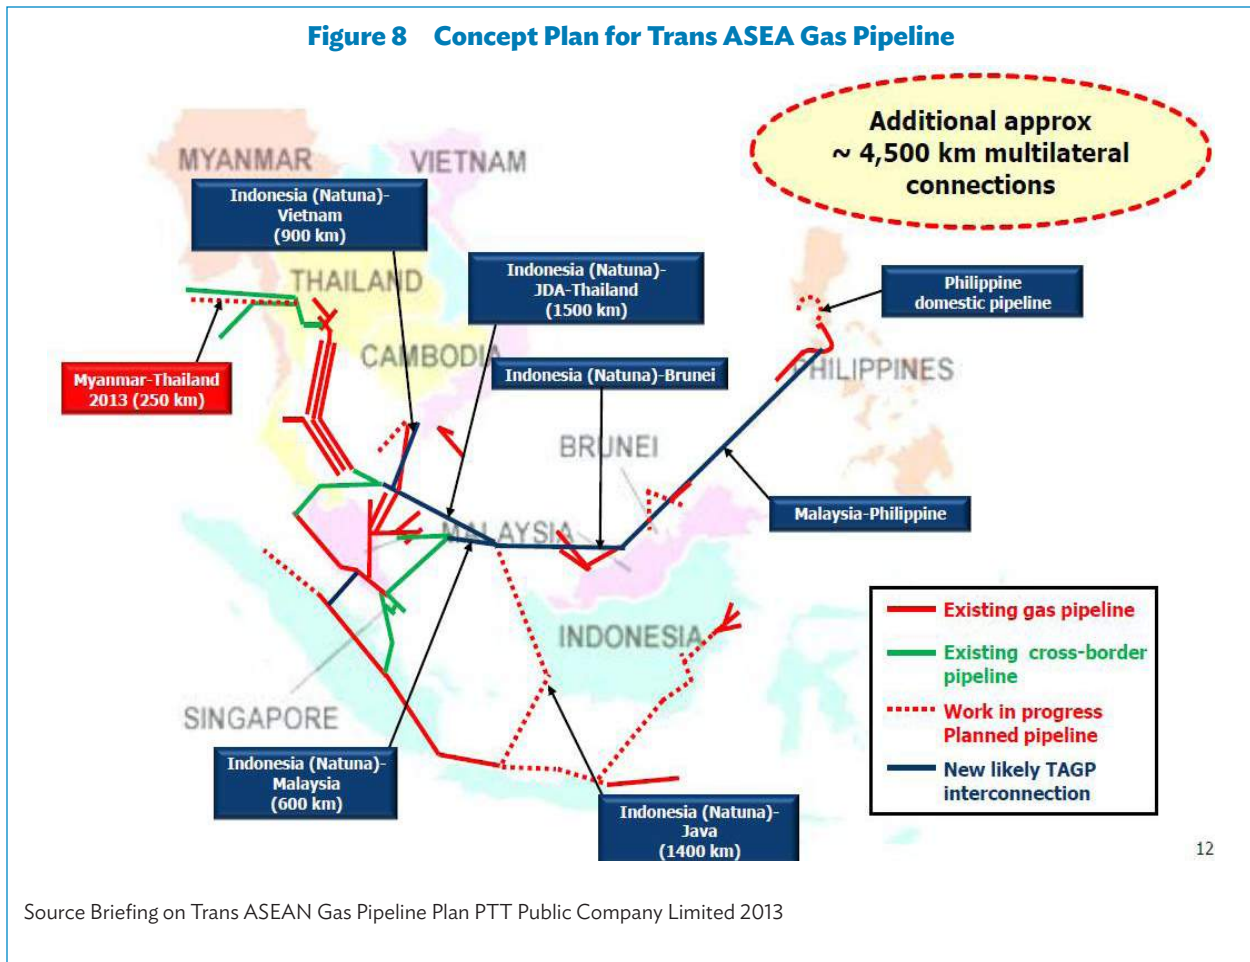 Figure 8 Concept Plan for Trans ASEA Gas Pipeline
Additional approx
~ 4,500 km multilateral
connections
MYANMAR
VIETNAM
Indonesia (Natuna)-
Vietnam
(900 km)
THAILAND
Indonesia (Natuna)-
JDA-Thailand
(1500 km)
Philippine
domestic pipeline
CAMBODIA
Myanmar-Thailand
2013 (250 km)
Indonesia (Natuna)-Brunei
PHILIPPINES
BRUNEI
Malaysia-Philippine
MALAYSIA
INDONESIA
SINGAPORE
Indonesia (Natuna)-
Malaysia
(600 km)
Indonesia (Natuna)-
Java
(1400 km)
Existing gas pipeline
Existing cross-border
pipeline
Work in progress
Planned pipeline
New likely TAGP
interconnection
12
Source Briefing on Trans ASEAN Gas Pipeline Plan PTT Public Company Limited 2013